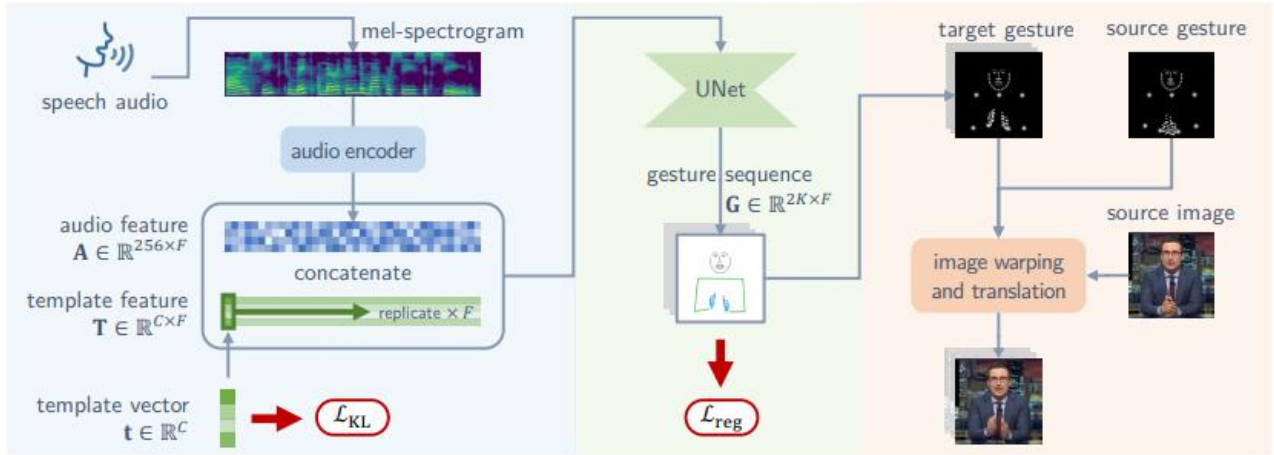 speech audio
mel-spectrogram
audio encoder
audio feature
A ∈ ℝ^{256×F}
concatenate
template feature
T ∈ ℝ^{C×F}
replicate × F
template vector
t ∈ ℝ^C
ℒ_KL
UNet
gesture sequence
G ∈ ℝ^{2K×F}
ℒ_reg
target gesture
source gesture
source image
image warping
and translation